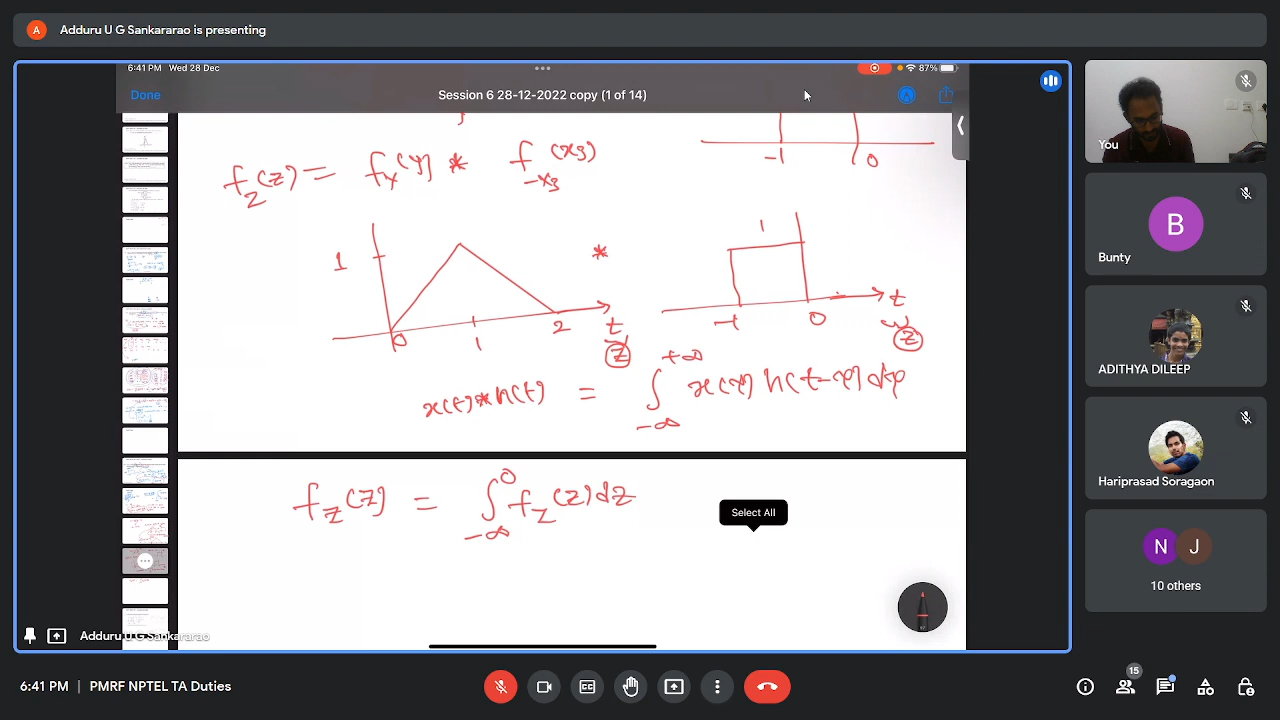 A Adduru U G Sankararao is presenting
6:41 PM Wed 28 Dec
87%
Done
Session 6 28-12-2022 copy (1 of 14)
-1 0
f_Z(z) = f_Y(y) * f_{-X3}(x3)
1 * 1
0 1 2 t -1 0 t
z z
x(t)*h(t) = ∫_{-∞}^{+∞} x(τ) h(t-τ) dτ
f_Z(z) = ∫_{-∞}^{0} f_Z(z) dz
Select All
Adduru U G Sankararao
You
B
Bunty
ADITHYA DILEEP
Hariprasad Soraggon
N J
10 others
6:41 PM | PMRF NPTEL TA Duties
15